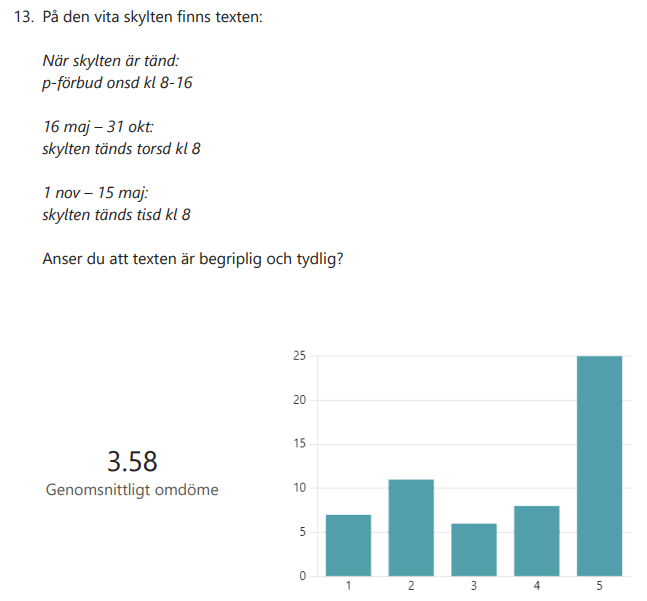 13. På den vita skylten finns texten:
När skylten är tänd:
p-förbud onsd kl 8-16
16 maj – 31 okt:
skylten tänds torsd kl 8
1 nov – 15 maj:
skylten tänds tisd kl 8
Anser du att texten är begriplig och tydlig?
3.58
Genomsnittligt omdöme
25
20
15
10
5
0
1 2 3 4 5